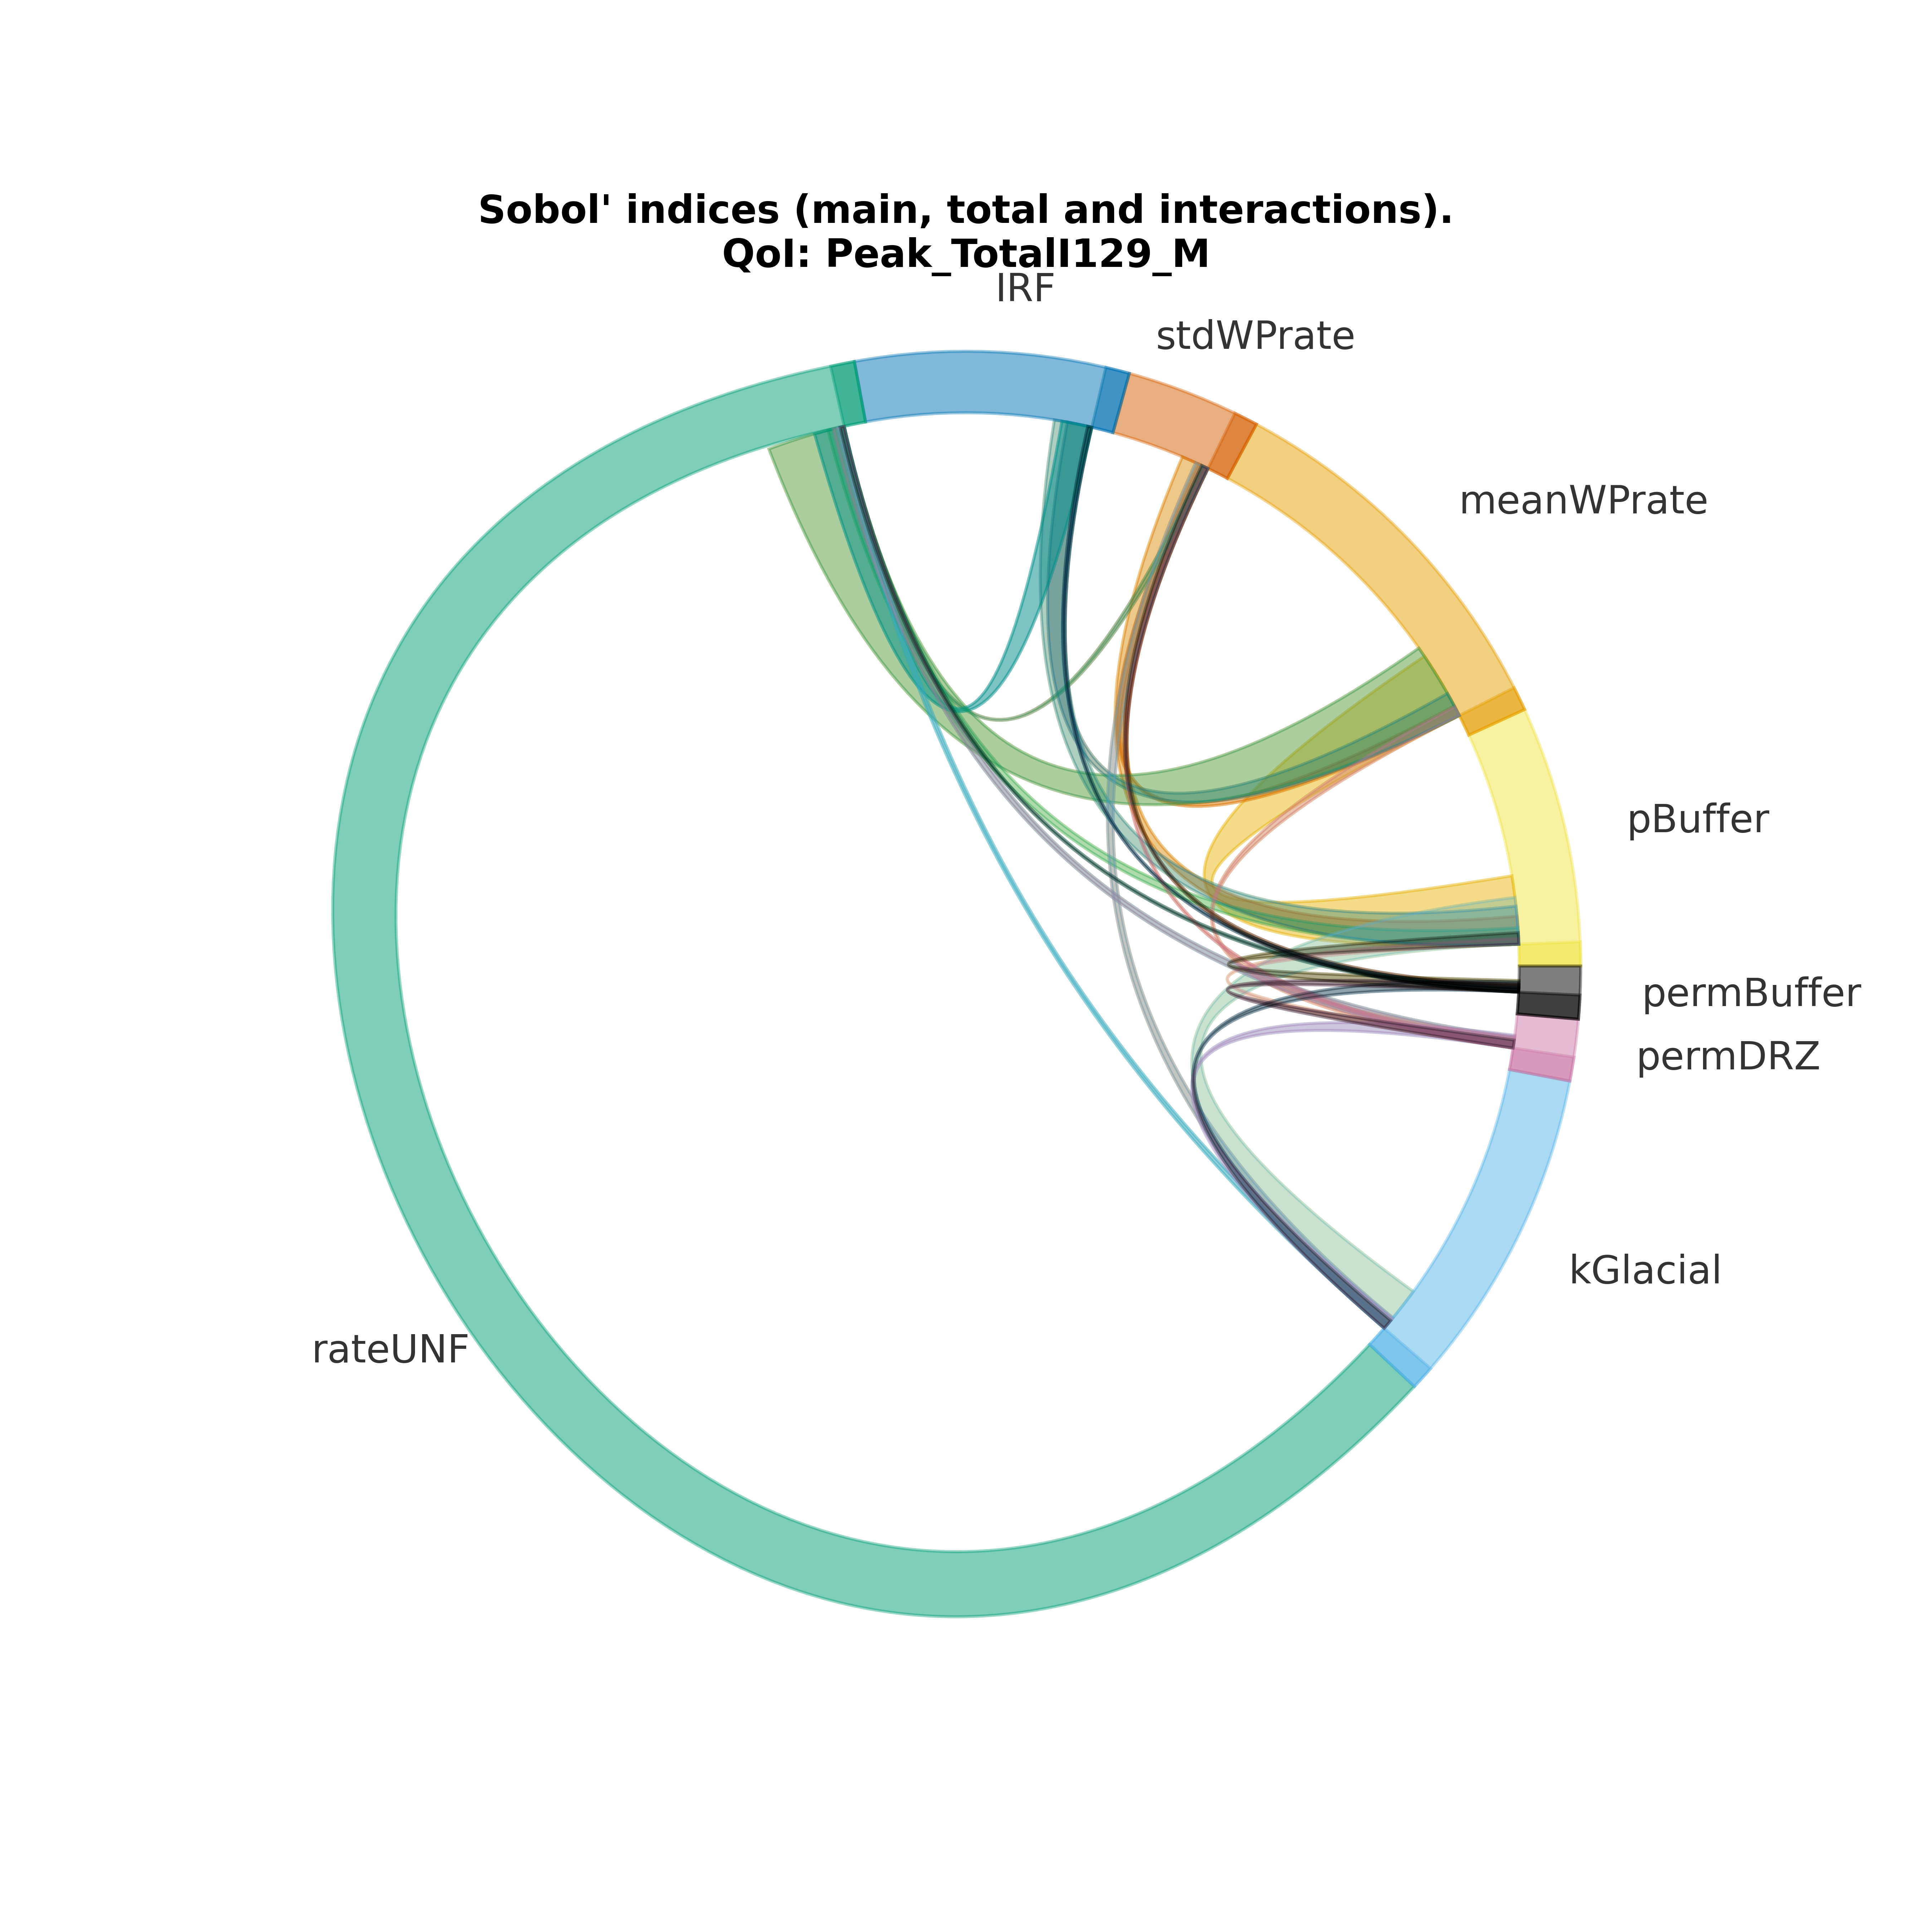 Sobol' indices (main, total and interactions).
QoI: Peak_TotalI129_M
IRF
stdWPrate
meanWPrate
pBuffer
permBuffer
permDRZ
kGlacial
rateUNF